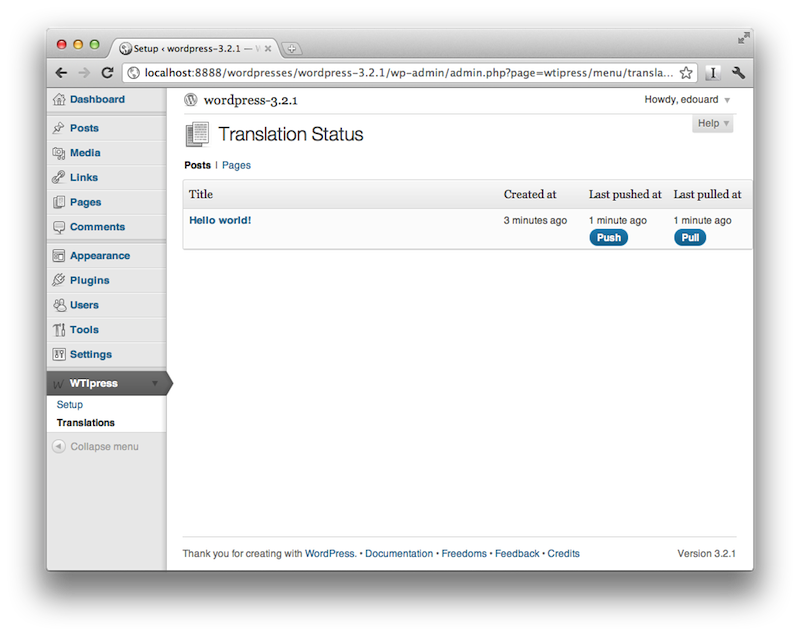 Setup ‹ wordpress-3.2.1 — W
localhost:8888/wordpresses/wordpress-3.2.1/wp-admin/admin.php?page=wtipress/menu/transla...
Dashboard
Posts
Media
Links
Pages
Comments
Appearance
Plugins
Users
Tools
Settings
WTIpress
Setup
Translations
Collapse menu
wordpress-3.2.1
Howdy, edouard
Help
Translation Status
Posts | Pages
Title Created at Last pushed at Last pulled at
Hello world! 3 minutes ago 1 minute ago 1 minute ago
Push Pull
Thank you for creating with WordPress. • Documentation • Freedoms • Feedback • Credits
Version 3.2.1